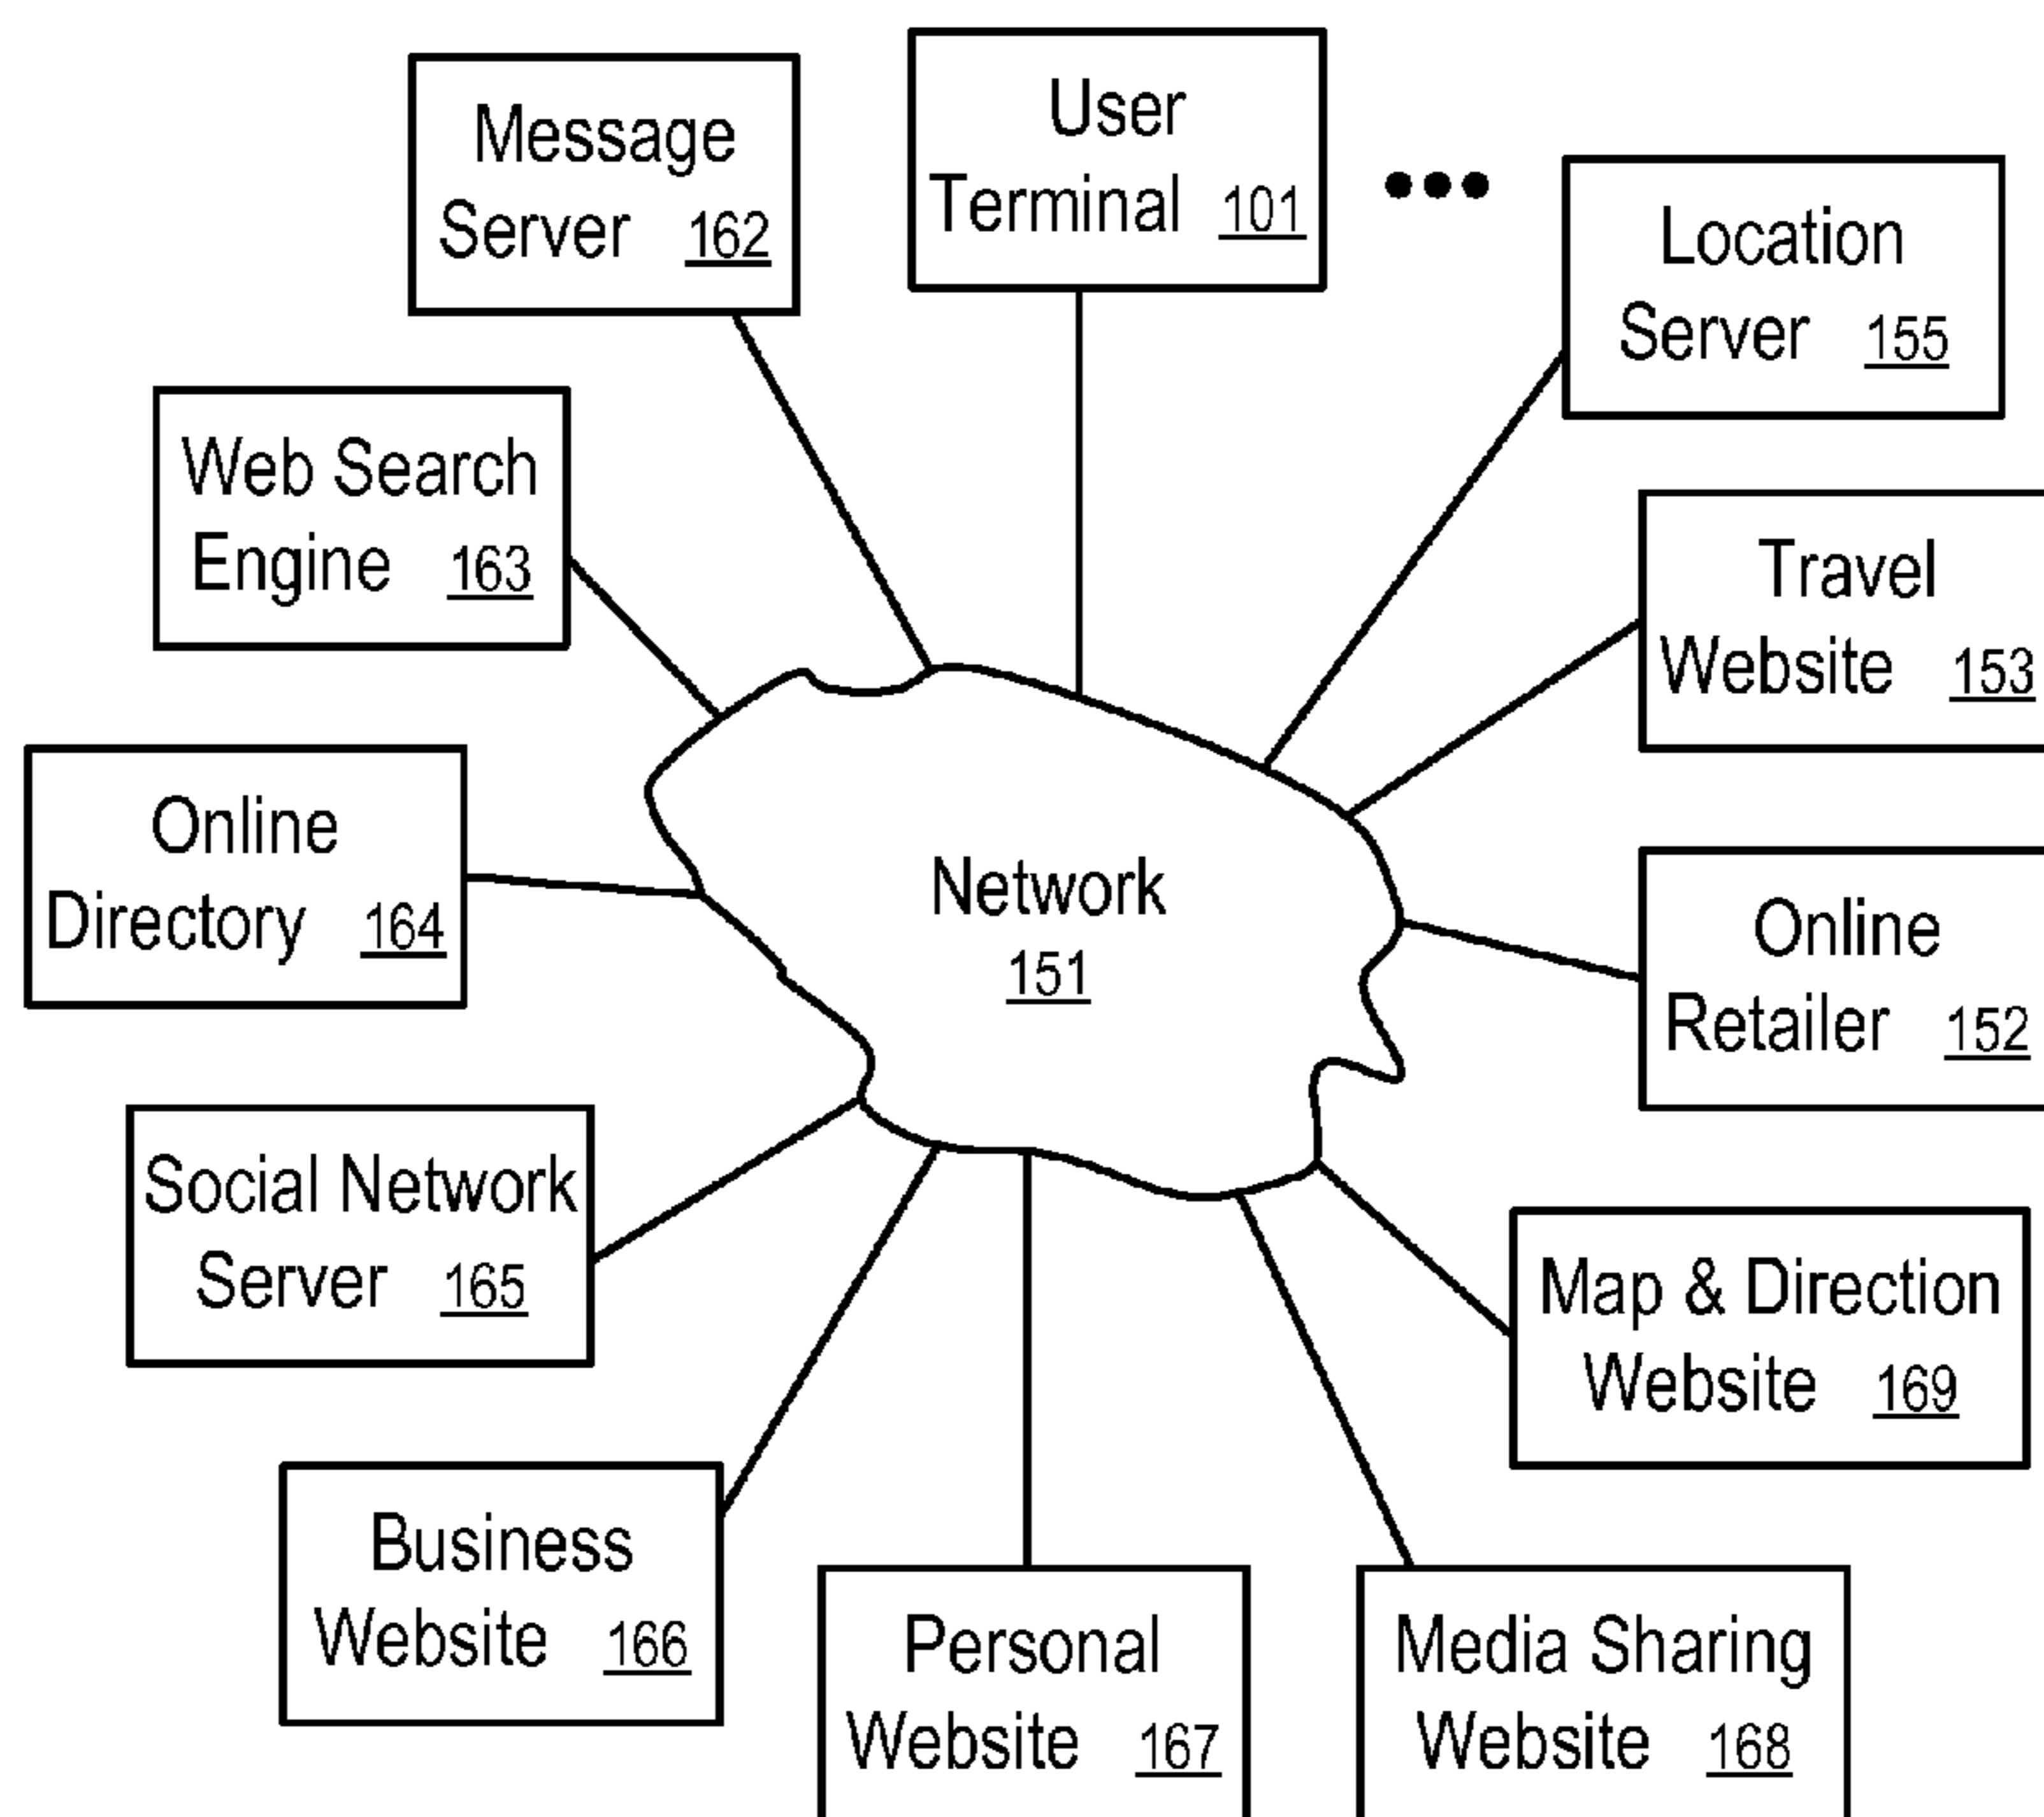 Message
Server 162
User
Terminal 101
Location
Server 155
Web Search
Engine 163
Travel
Website 153
Online
Directory 164
Network
151
Online
Retailer 152
Social Network
Server 165
Map & Direction
Website 169
Business
Website 166
Personal
Website 167
Media Sharing
Website 168